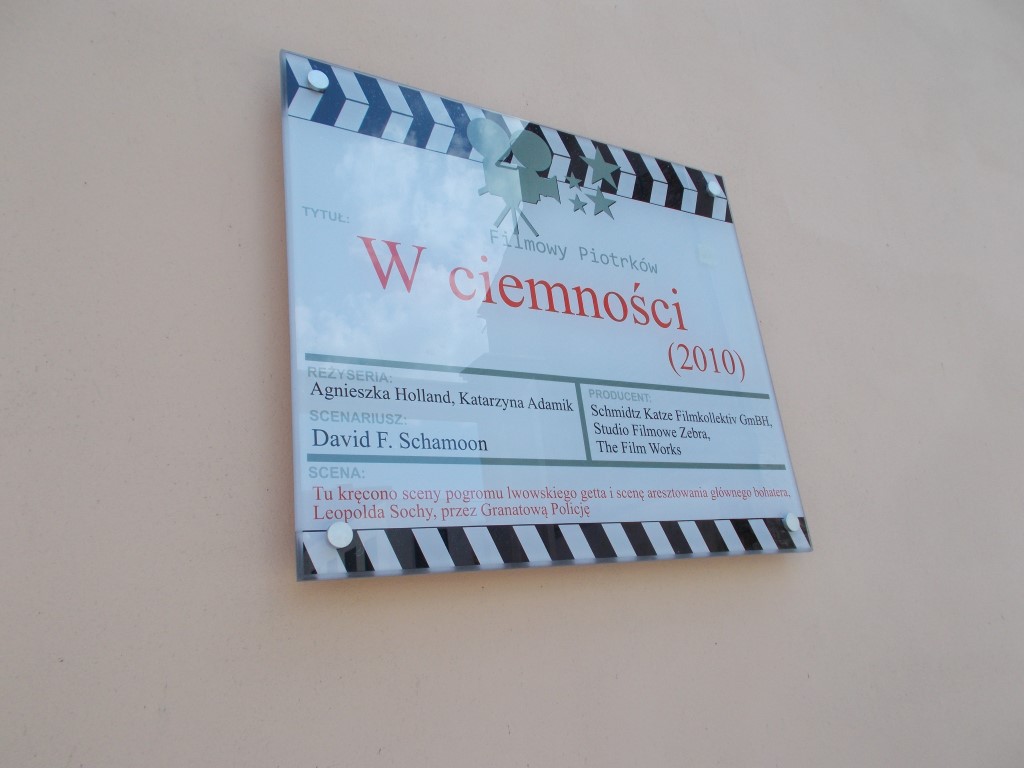 Filmowy Piotrków
TYTUŁ:
W ciemności
(2010)
REŻYSERIA:
Agnieszka Holland, Katarzyna Adamik
SCENARIUSZ:
David F. Schamoon
PRODUCENT:
Schmidtz Katze Filmkollektiv GmBH,
Studio Filmowe Zebra,
The Film Works
SCENA:
Tu kręcono sceny pogromu lwowskiego getta i scenę aresztowania głównego bohatera,
Leopolda Sochy, przez Granatową Policję